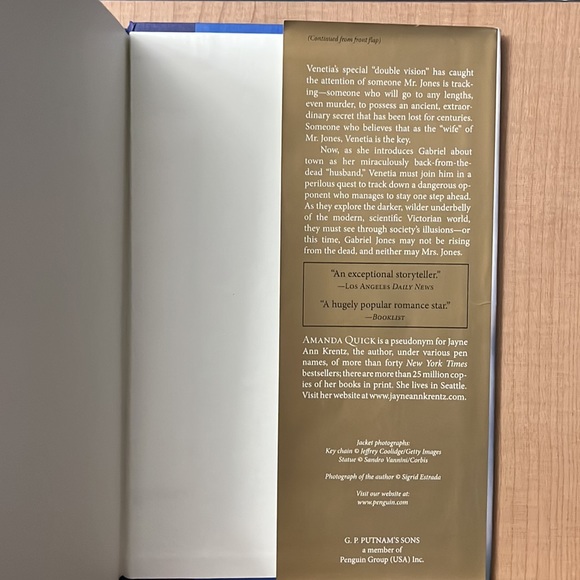 (Continued from front flap)
Venetia's special "double vision" has caught
the attention of someone Mr. Jones is track-
ing—someone who will go to any lengths,
even murder, to possess an ancient, extraor-
dinary secret that has been lost for centuries.
Someone who believes that as the "wife" of
Mr. Jones, Venetia is the key.
Now, as she introduces Gabriel about
town as her miraculously back-from-the-
dead "husband," Venetia must join him in a
perilous quest to track down a dangerous op-
ponent who manages to stay one step ahead.
As they explore the darker, wilder underbelly
of the modern, scientific Victorian world,
they must see through society's illusions—or
this time, Gabriel Jones may not be rising
from the dead, and neither may Mrs. Jones.
"An exceptional storyteller."
—Los Angeles Daily News
"A hugely popular romance star."
—Booklist
AMANDA QUICK is a pseudonym for Jayne
Ann Krentz, the author, under various pen
names, of more than forty New York Times
bestsellers; there are more than 25 million cop-
ies of her books in print. She lives in Seattle.
Visit her website at www.jayneannkrentz.com.
Jacket photographs:
Key chain © Jeffrey Coolidge/Getty Images
Statue © Sandro Vannini/Corbis
Photograph of the author © Sigrid Estrada
Visit our website at:
www.penguin.com
G. P. PUTNAM'S SONS
a member of
Penguin Group (USA) Inc.